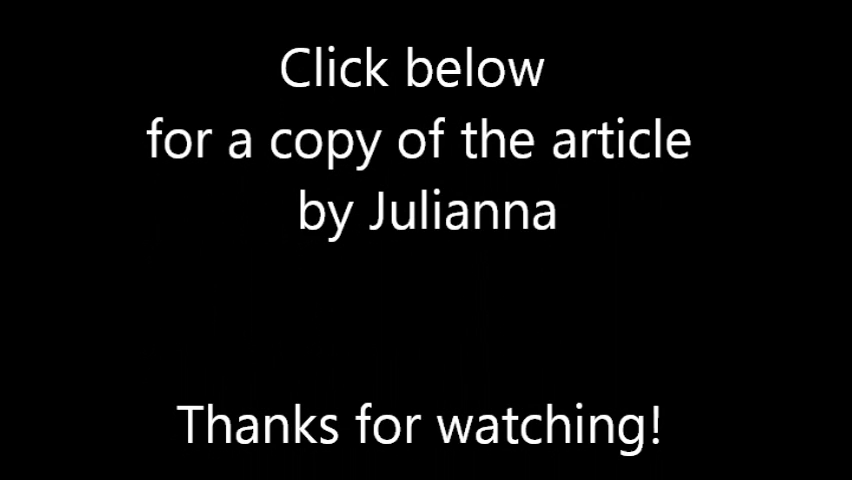 Click below
for a copy of the article
by Julianna
Thanks for watching!